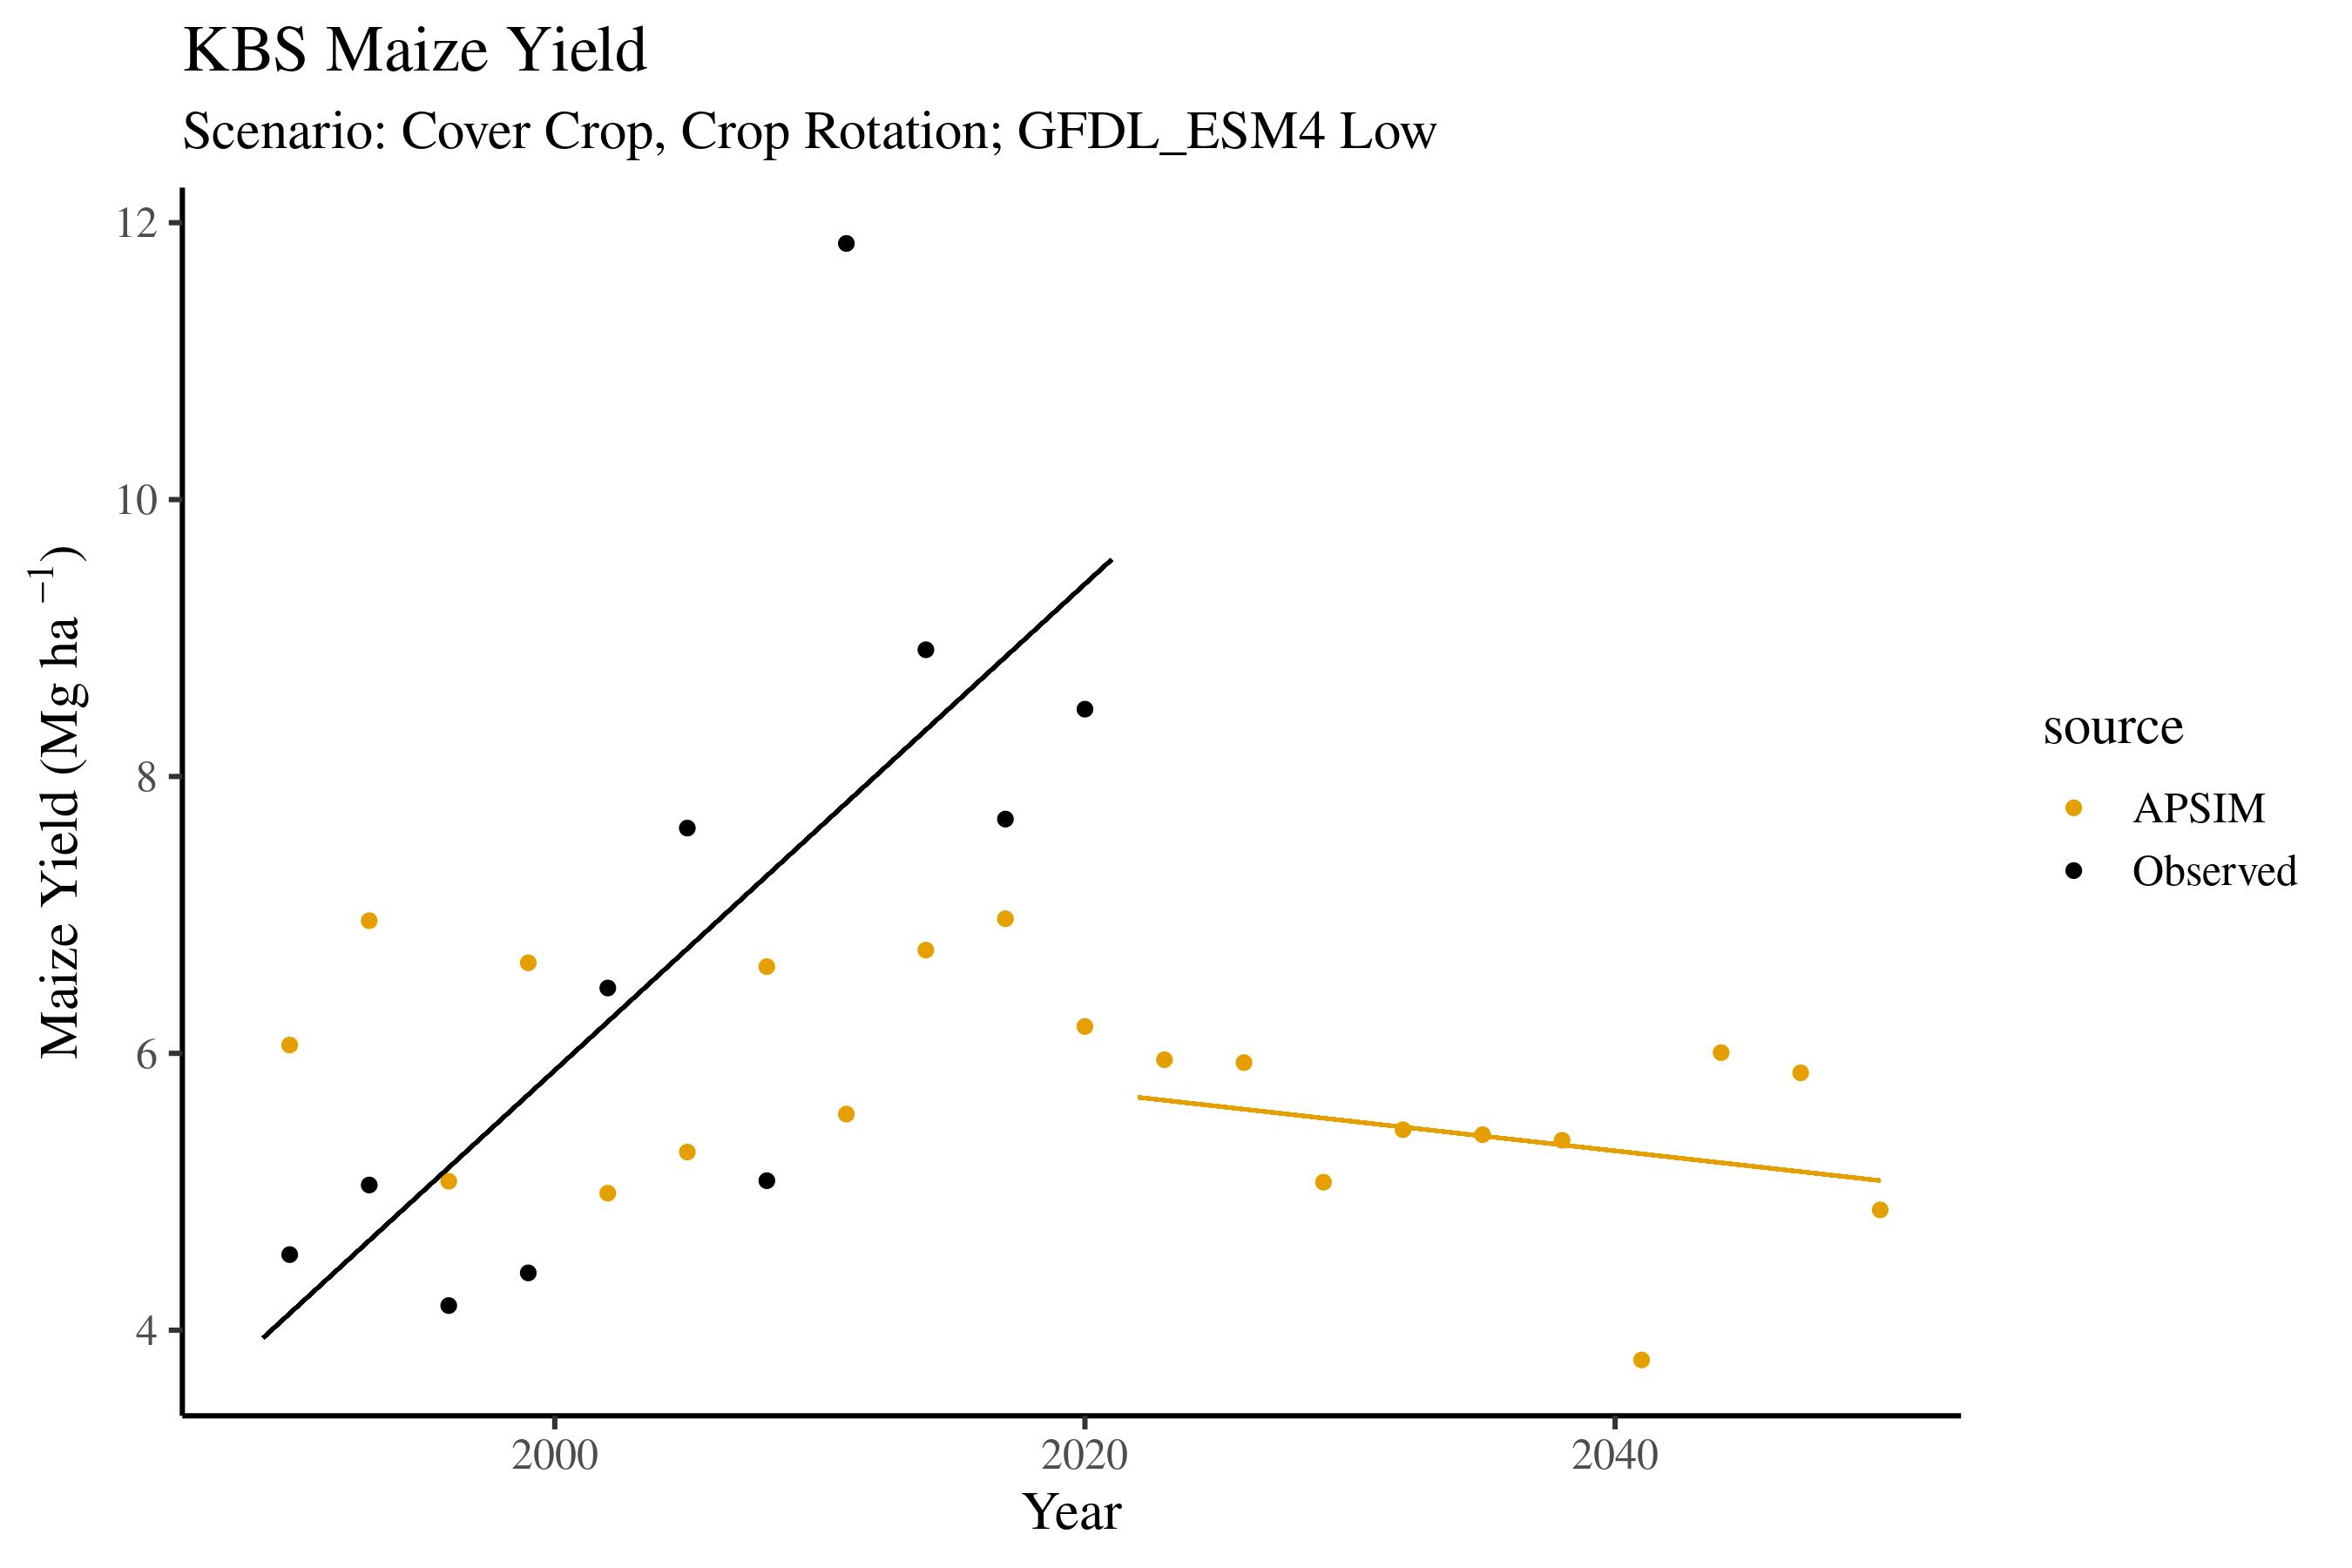 KBS Maize Yield
Scenario: Cover Crop, Crop Rotation; GFDL_ESM4 Low
12
10
8
6
4
Maize Yield (Mg ha −1)
2000
2020
2040
Year
source
APSIM
Observed